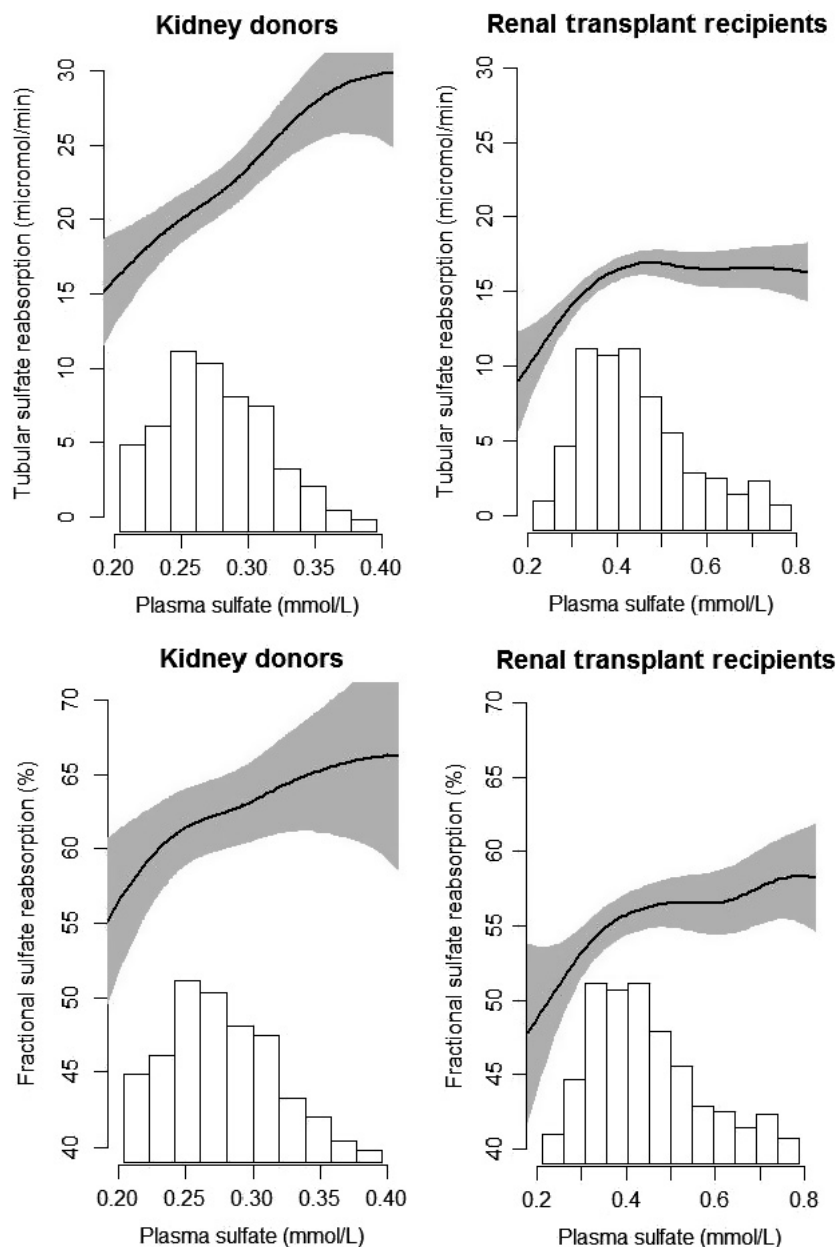 Kidney donors
Tubular sulfate reabsorption (micromol/min)
30
25
20
15
10
5
0
0.20 0.25 0.30 0.35 0.40
Plasma sulfate (mmol/L)
Renal transplant recipients
Tubular sulfate reabsorption (micromol/min)
30
25
20
15
10
5
0
0.2 0.4 0.6 0.8
Plasma sulfate (mmol/L)
Kidney donors
Fractional sulfate reabsorption (%)
70
65
60
55
50
45
40
0.20 0.25 0.30 0.35 0.40
Plasma sulfate (mmol/L)
Renal transplant recipients
Fractional sulfate reabsorption (%)
70
65
60
55
50
45
40
0.2 0.4 0.6 0.8
Plasma sulfate (mmol/L)